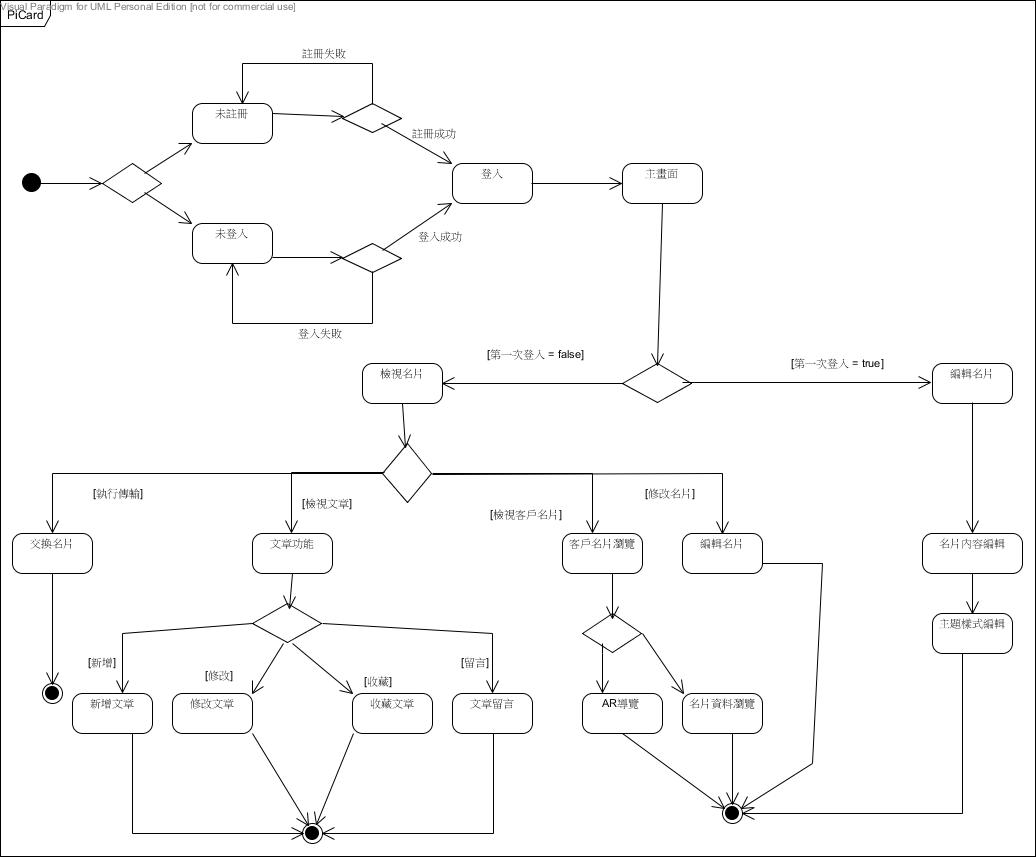 Visual Paradigm for UML Personal Edition [not for commercial use]
PiCard
註冊失敗
未註冊
註冊成功
登入
主畫面
未登入
登入成功
登入失敗
[第一次登入 = false]
[第一次登入 = true]
檢視名片
編輯名片
[執行傳輸]
[檢視文章]
[檢視客戶名片]
[修改名片]
交換名片
文章功能
客戶名片瀏覽
編輯名片
名片內容編輯
主題樣式編輯
[新增]
[修改]
[收藏]
[留言]
新增文章
修改文章
收藏文章
文章留言
AR導覽
名片資料瀏覽